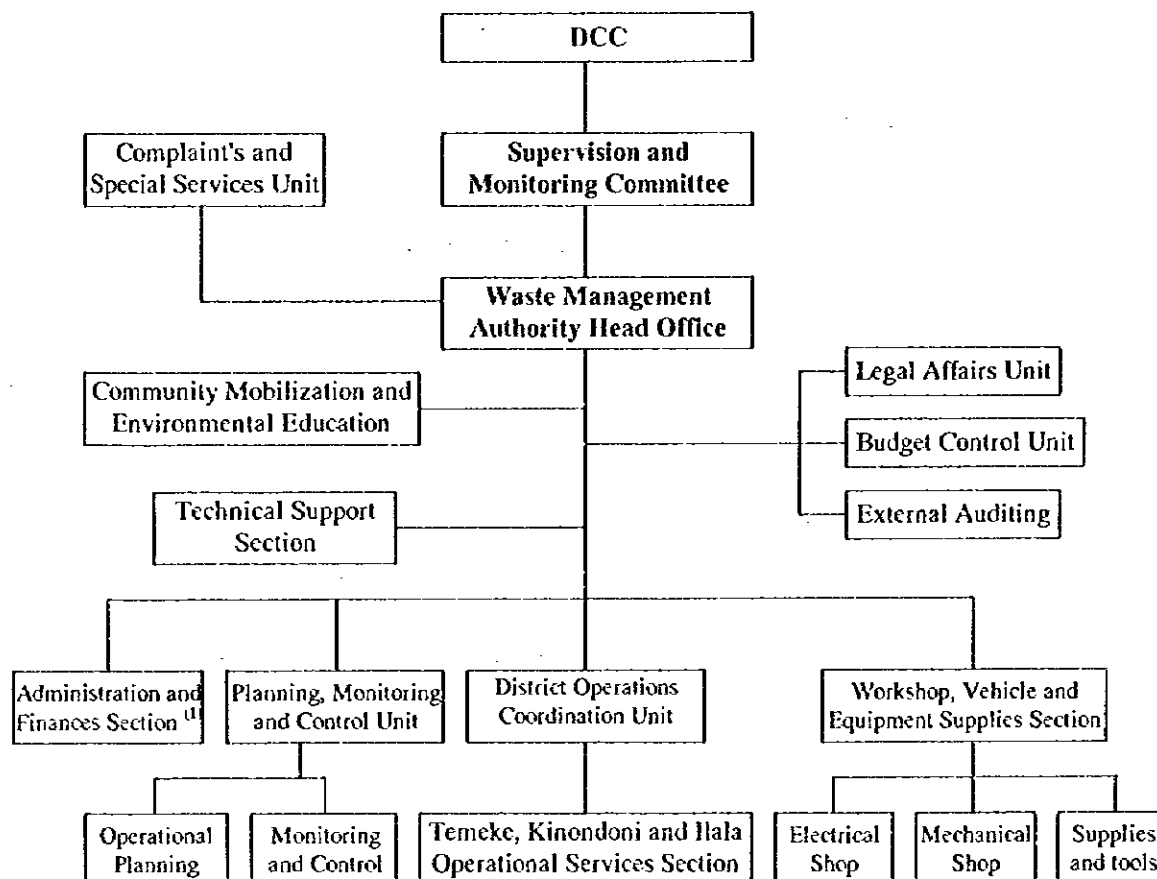 DCC
Complaint's and
Special Services Unit
Supervision and
Monitoring Committee
Waste Management
Authority Head Office
Community Mobilization and
Environmental Education
Legal Affairs Unit
Budget Control Unit
External Auditing
Technical Support
Section
Administration and
Finances Section (1)
Planning, Monitoring
and Control Unit
District Operations
Coordination Unit
Workshop, Vehicle and
Equipment Supplies Section
Operational
Planning
Monitoring
and Control
Temeke, Kinondoni and Ilala
Operational Services Section
Electrical
Shop
Mechanical
Shop
Supplies
and tools